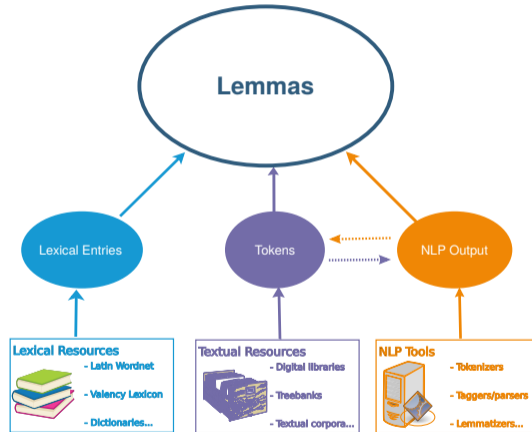 Lemmas
Lexical Entries
Tokens
NLP Output
Lexical Resources
- Latin Wordnet
- Valency Lexicon
- Dictionaries...
Textual Resources
- Digital libraries
- Treebanks
- Textual corpora...
NLP Tools
- Tokenizers
- Taggers/parsers
- Lemmatizers...